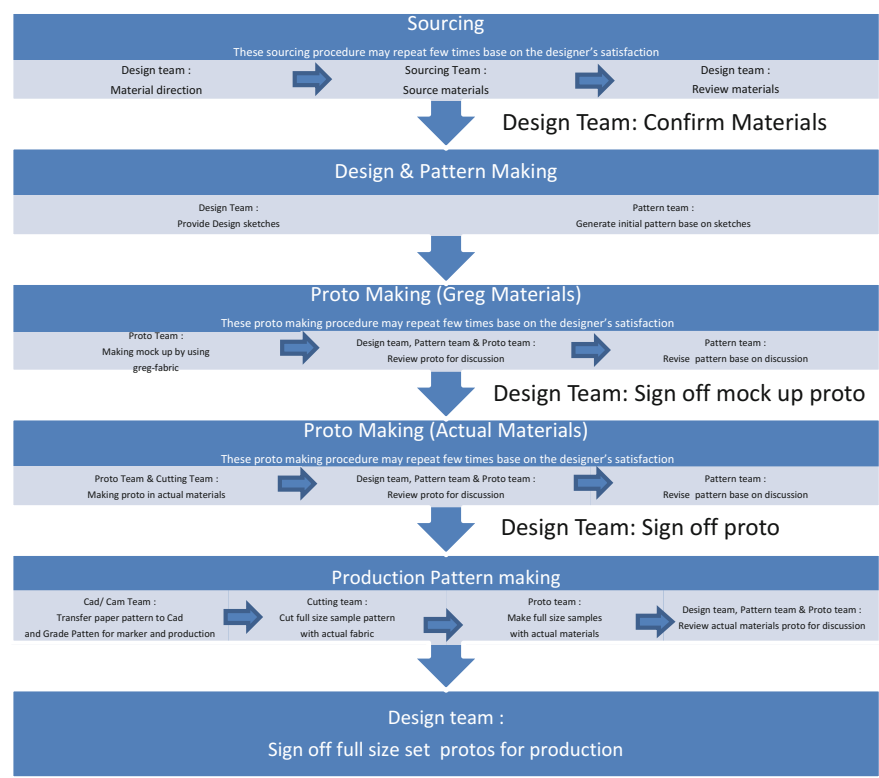 Sourcing
These sourcing procedure may repeat few times base on the designer's satisfaction
Design team :
Material direction
Sourcing Team :
Source materials
Design team :
Review materials
Design Team: Confirm Materials
Design & Pattern Making
Design Team :
Provide Design sketches
Pattern team :
Generate initial pattern base on sketches
Proto Making (Greg Materials)
These proto making procedure may repeat few times base on the designer's satisfaction
Proto Team :
Making mock up by using
greg-fabric
Design team, Pattern team & Proto team :
Review proto for discussion
Pattern team :
Revise pattern base on discussion
Design Team: Sign off mock up proto
Proto Making (Actual Materials)
These proto making procedure may repeat few times base on the designer's satisfaction
Proto Team & Cutting Team :
Making proto in actual materials
Design team, Pattern team & Proto team :
Review proto for discussion
Pattern team :
Revise pattern base on discussion
Design Team: Sign off proto
Production Pattern making
Cad/ Cam Team :
Transfer paper pattern to Cad
and Grade Patten for marker and production
Cutting team :
Cut full size sample pattern
with actual fabric
Proto team :
Make full size samples
with actual materials
Design team, Pattern team & Proto team :
Review actual materials proto for discussion
Design team :
Sign off full size set protos for production